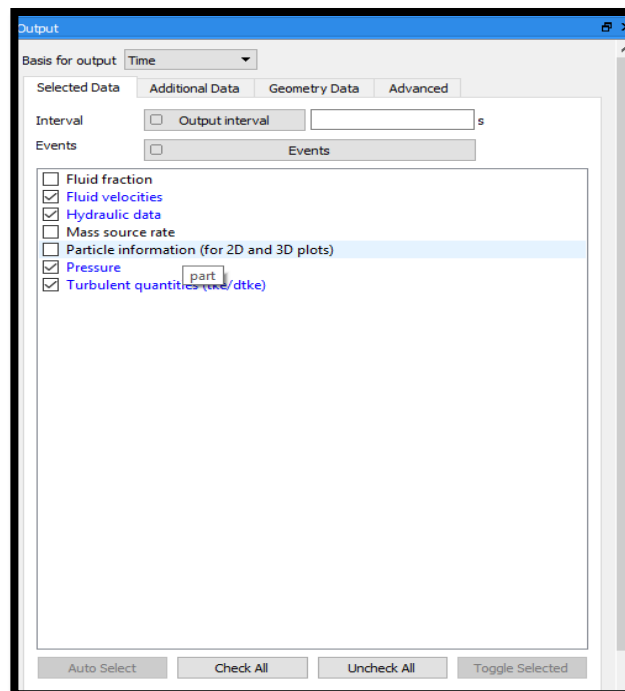 Output
Basis for output Time
Selected Data Additional Data Geometry Data Advanced
Interval Output interval s
Events Events
Fluid fraction
Fluid velocities
Hydraulic data
Mass source rate
Particle information (for 2D and 3D plots)
Pressure
part
Turbulent quantities (tke/dtke)
Auto Select Check All Uncheck All Toggle Selected